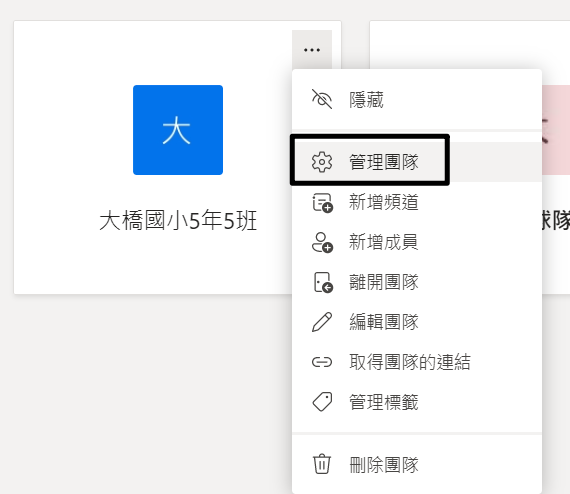 大
大橋國小5年5班
隱藏
管理團隊
新增頻道
新增成員
離開團隊
編輯團隊
取得團隊的連結
管理標籤
刪除團隊